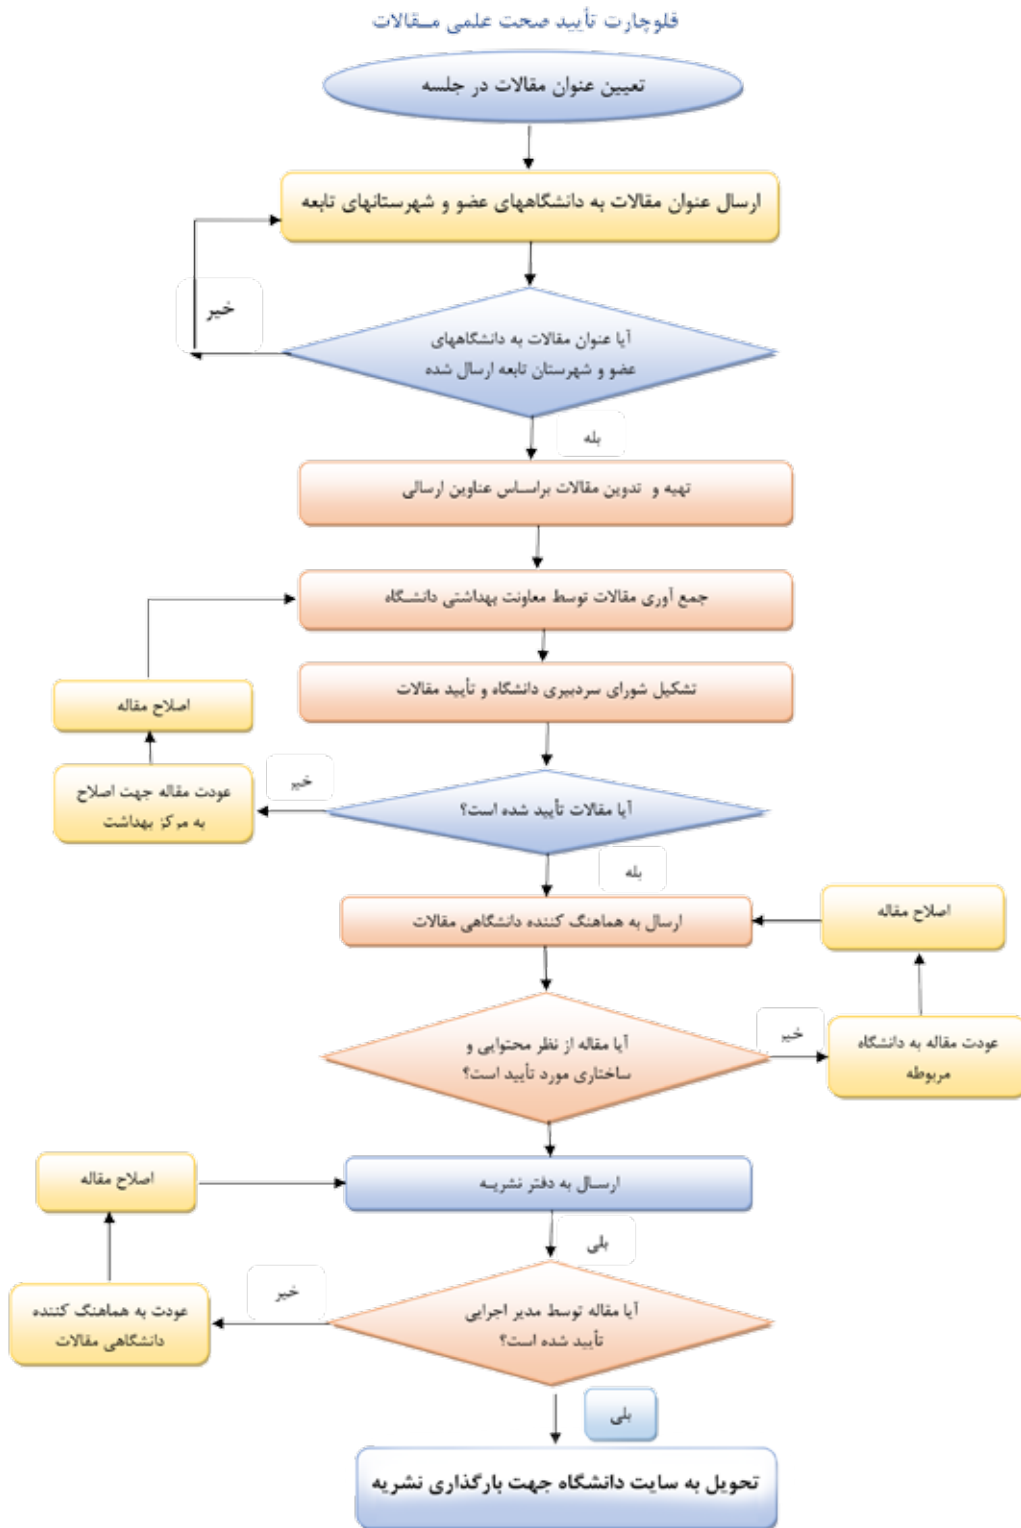 فلوچارت تأیید صحت علمی مـقالات
تعیین عنوان مقالات در جلسه
ارسال عنوان مقالات به دانشگاههای عضو و شهرستانهای تابعه
خیر
آیا عنوان مقالات به دانشگاههای
عضو و شهرستان تابعه ارسال شده
بله
تهیه و تدوین مقالات براساس عناوین ارسالی
جمع آوری مقالات توسط معاونت بهداشتی دانشگاه
تشکیل شورای سردبیری دانشگاه و تأیید مقالات
اصلاح مقاله
خیر
عودت مقاله جهت اصلاح
به مرکز بهداشت
آیا مقالات تأیید شده است؟
بله
ارسال به هماهنگ کننده دانشگاهی مقالات
اصلاح مقاله
خیر
آیا مقاله از نظر محتوایی و
ساختاری مورد تأیید است؟
عودت مقاله به دانشگاه
مربوطه
ارسال به دفتر نشریه
اصلاح مقاله
بلی
خیر
آیا مقاله توسط مدیر اجرایی
تأیید شده است؟
عودت به هماهنگ کننده
دانشگاهی مقالات
بلی
تحویل به سایت دانشگاه جهت بارگذاری نشریه